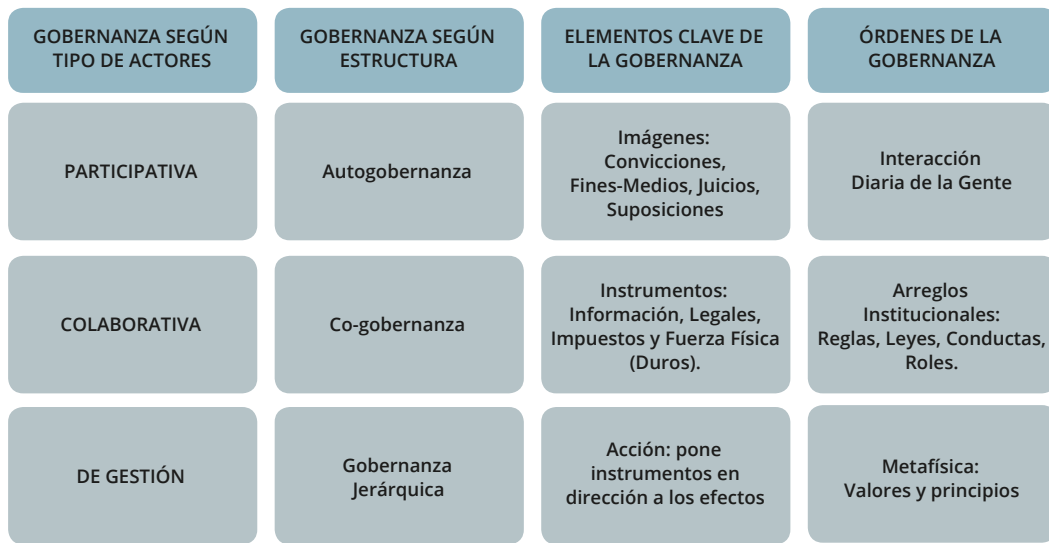 GOBERNANZA SEGÚN
TIPO DE ACTORES
GOBERNANZA SEGÚN
ESTRUCTURA
ELEMENTOS CLAVE DE
LA GOBERNANZA
ÓRDENES DE LA
GOBERNANZA
PARTICIPATIVA
Autogobernanza
Imágenes:
Convicciones,
Fines-Medios, Juicios,
Suposiciones
Interacción
Diaria de la Gente
COLABORATIVA
Co-gobernanza
Instrumentos:
Información, Legales,
Impuestos y Fuerza Física
(Duros).
Arreglos
Institucionales:
Reglas, Leyes, Conductas,
Roles.
DE GESTIÓN
Gobernanza
Jerárquica
Acción: pone
instrumentos en
dirección a los efectos
Metafísica:
Valores y principios